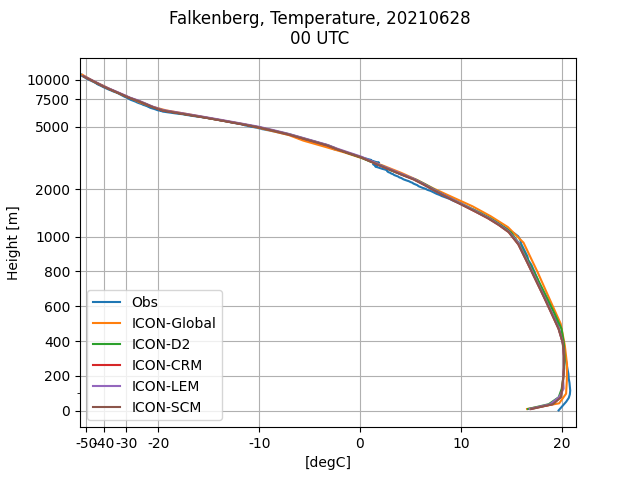 Falkenberg, Temperature, 20210628
00 UTC
10000
7500
5000
2000
1000
800
600
400
200
0
Height [m]
Obs
ICON-Global
ICON-D2
ICON-CRM
ICON-LEM
ICON-SCM
-50 -40 -30 -20 -10 0 10 20
[degC]